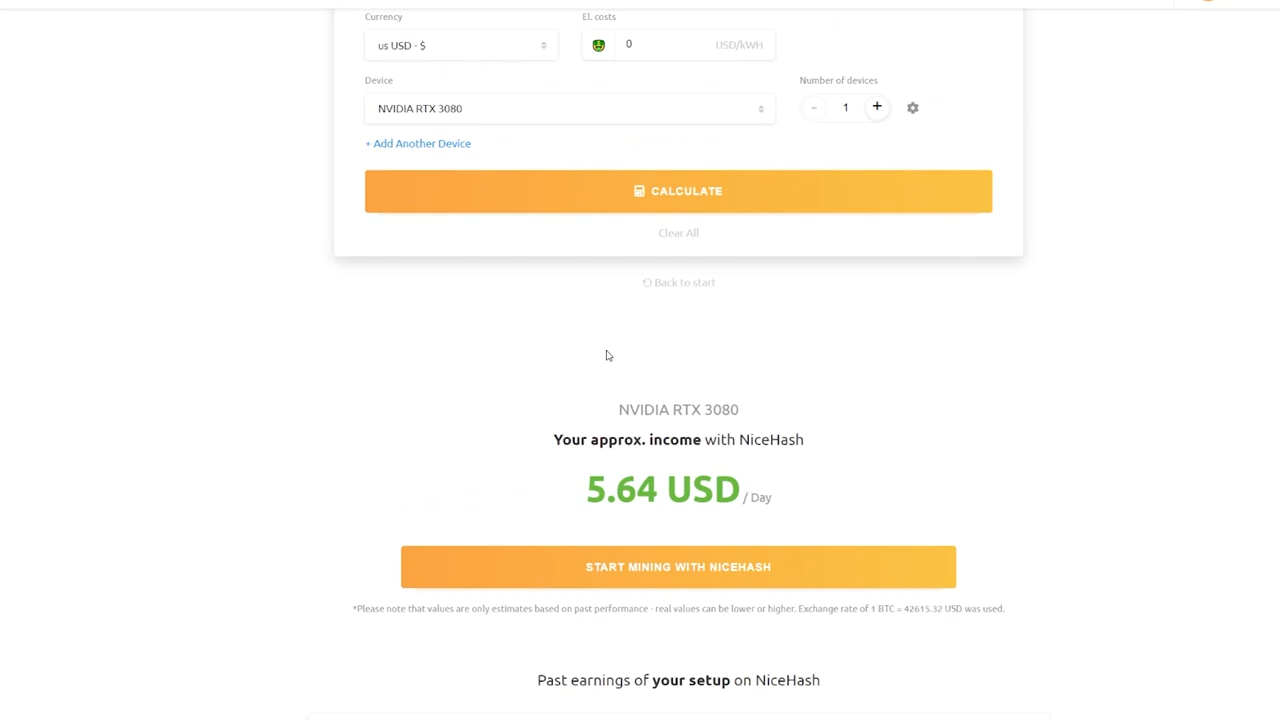 Currency
El. costs
us USD - $
0
USD/kWH
Device
Number of devices
NVIDIA RTX 3080
-
1
+
+ Add Another Device
CALCULATE
Clear All
Back to start
NVIDIA RTX 3080
Your approx. income with NiceHash
5.64 USD / Day
START MINING WITH NICEHASH
*Please note that values are only estimates based on past performance - real values can be lower or higher. Exchange rate of 1 BTC = 42615.32 USD was used.
Past earnings of your setup on NiceHash